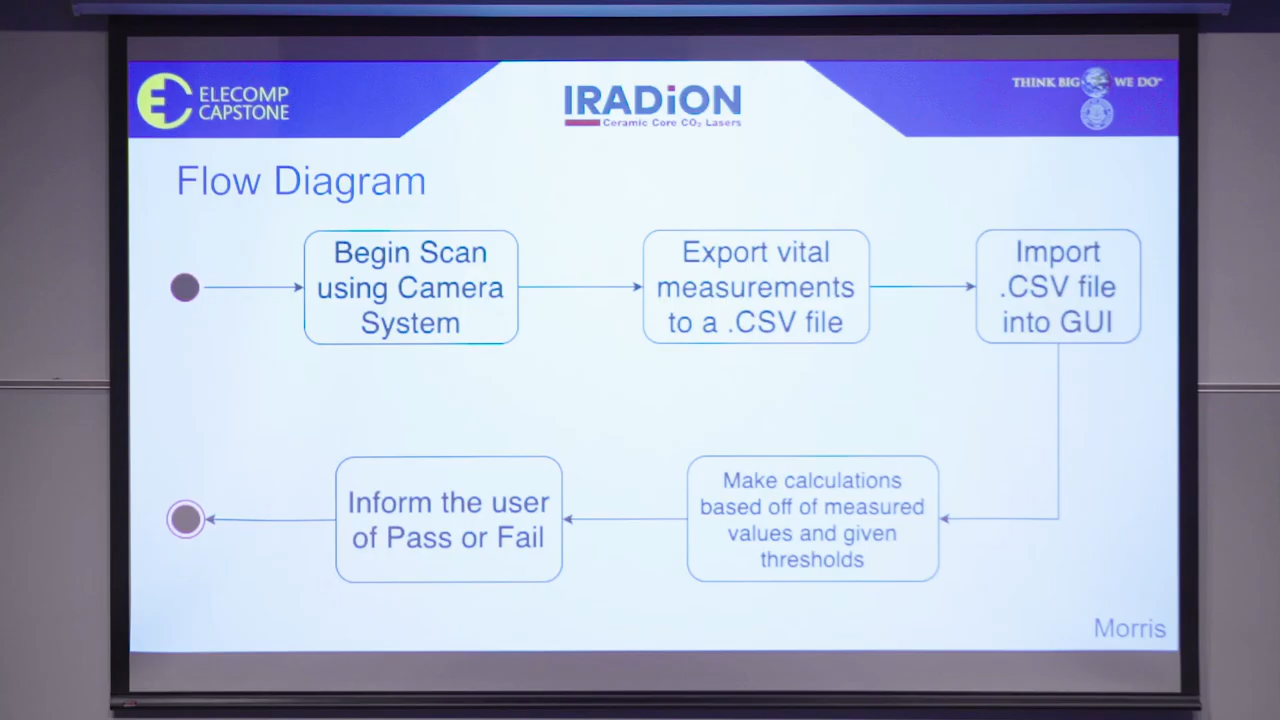 ELECOMP
CAPSTONE
IRADiON
Ceramic Core CO₂ Lasers
THINK BIG WE DO
Flow Diagram
Begin Scan
using Camera
System
Export vital
measurements
to a .CSV file
Import
.CSV file
into GUI
Inform the user
of Pass or Fail
Make calculations
based off of measured
values and given
thresholds
Morris